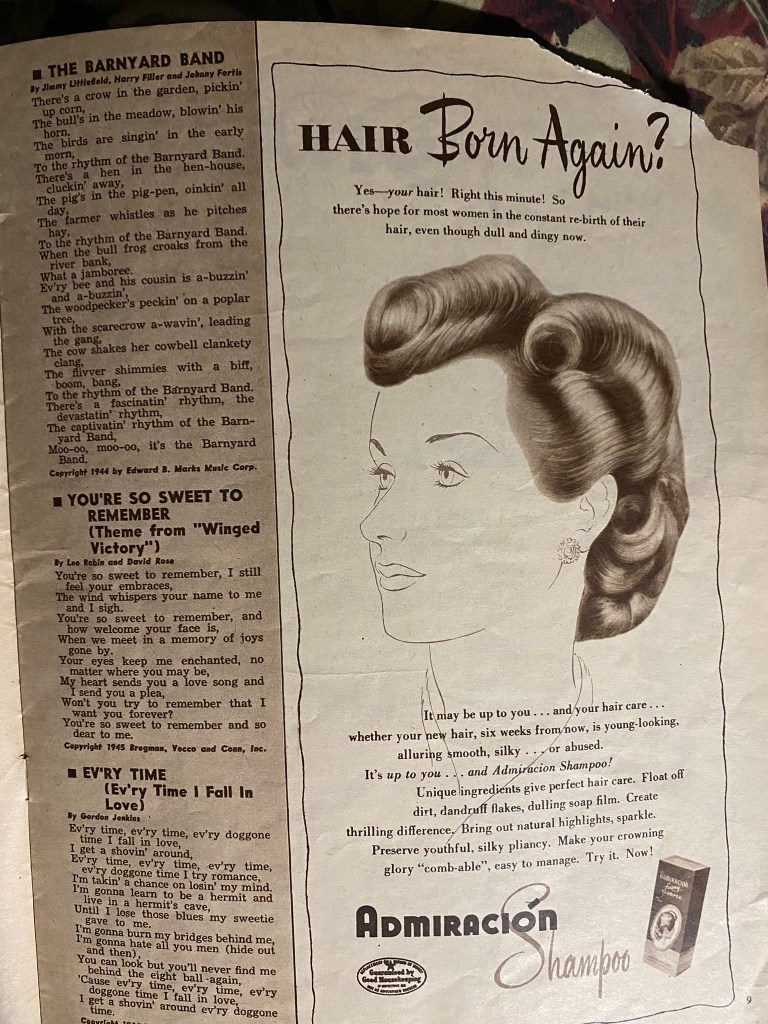 ■ THE BARNYARD BAND
By Jimmy Littlefield, Harry Filler and Johnny Fortis
There's a crow in the garden, pickin'
up corn,
The bull's in the meadow, blowin' his
horn.
The birds are singin' in the early
morn,
To the rhythm of the Barnyard Band.
There's a hen in the hen-house,
cluckin' away,
The pig's in the pig-pen, oinkin' all
day,
The farmer whistles as he pitches
hay,
To the rhythm of the Barnyard Band.
When the bull frog croaks from the
river bank,
What a jamboree.
Ev'ry bee and his cousin is a-buzzin'
and a-buzzin',
The woodpecker's peckin' on a poplar
tree,
With the scarecrow a-wavin', leading
the gang,
The cow shakes her cowbell clankety
clang,
The flivver shimmies with a biff,
boom, bang,
To the rhythm of the Barnyard Band.
There's a fascinatin' rhythm, the
devastatin' rhythm,
The captivatin' rhythm of the Barn-
yard Band,
Moo-oo, moo-oo, it's the Barnyard
Band.
Copyright 1944 by Edward B. Marks Music Corp.
■ YOU'RE SO SWEET TO
REMEMBER
(Theme from "Winged
Victory")
By Leo Robin and David Rose
You're so sweet to remember, I still
feel your embraces,
The wind whispers your name to me
and I sigh.
You're so sweet to remember, and
how welcome your face is,
When we meet in a memory of joys
gone by.
Your eyes keep me enchanted, no
matter where you may be,
My heart sends you a love song and
I send you a plea,
Won't you try to remember that I
want you forever?
You're so sweet to remember and so
dear to me.
Copyright 1945 Bregman, Vocco and Conn, Inc.
■ EV'RY TIME
(Ev'ry Time I Fall In
Love)
By Gordon Jenkins
Ev'ry time, ev'ry time, ev'ry doggone
time I fall in love,
I get a shovin' around,
Ev'ry time, ev'ry time, ev'ry time,
ev'ry doggone time I try romance,
I'm takin' a chance on losin' my mind.
I'm gonna learn to be a hermit and
live in a hermit's cave,
Until I lose those blues my sweetie
gave to me.
I'm gonna burn my bridges behind me,
I'm gonna hate all you men (hide out
and then),
You can look but you'll never find me
behind the eight ball again,
'Cause ev'ry time, ev'ry time, ev'ry
doggone time I fall in love,
I get a shovin' around ev'ry doggone
time.
HAIR Born Again?
Yes—your hair! Right this minute! So
there's hope for most women in the constant re-birth of their
hair, even though dull and dingy now.
It may be up to you . . . and your hair care . . .
whether your new hair, six weeks from now, is young-looking,
alluring smooth, silky . . . or abused.
It's up to you . . . and Admiracion Shampoo!
Unique ingredients give perfect hair care. Float off
dirt, dandruff flakes, dulling soap film. Create
thrilling difference. Bring out natural highlights, sparkle.
Preserve youthful, silky pliancy. Make your crowning
glory "comb-able", easy to manage. Try it. Now!
ADMIRACIÓN
Shampoo
Guaranteed by
Good Housekeeping
ADMIRACIÓN
9